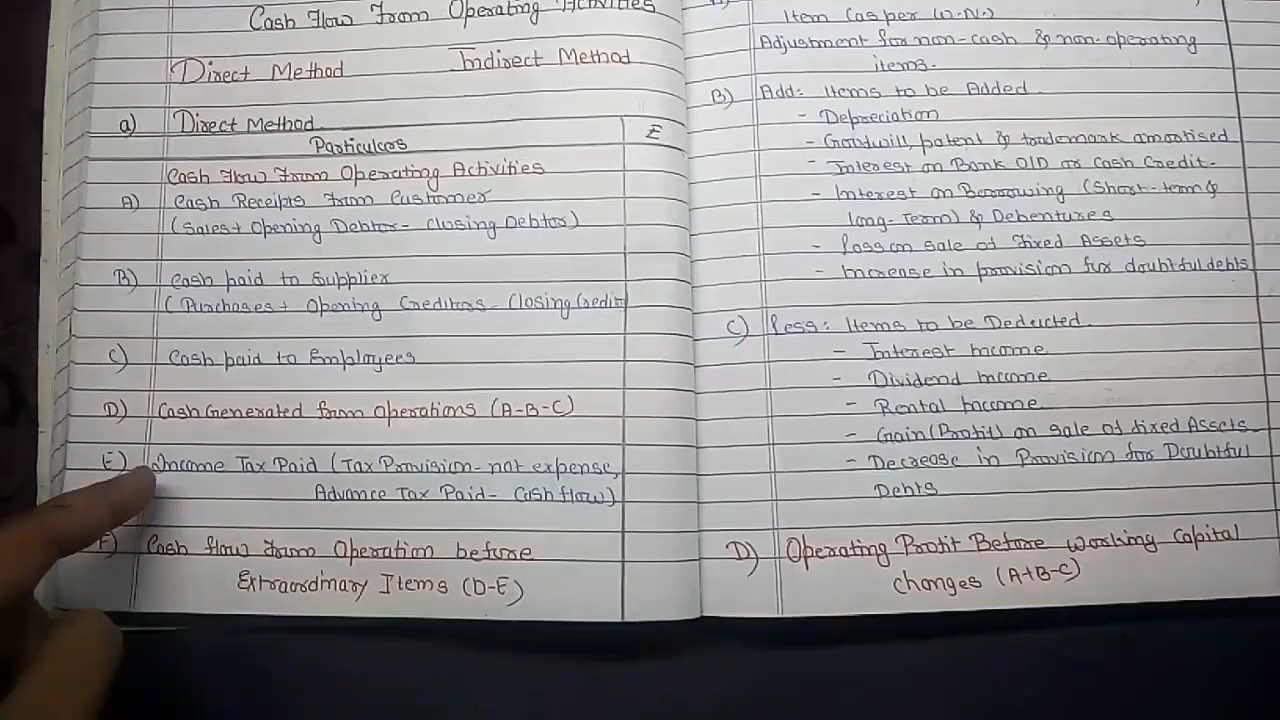 Cash Flow From Operating Activities
Direct Method Indirect Method
a) Direct Method
Particulars ₹
Cash Flow From Operating Activities
A) Cash Receipts From Customer
(Sales + Opening Debtor - Closing Debtor)
B) Cash paid to Supplier
(Purchases + Opening Creditors - Closing Credit
C) Cash paid to Employees
D) Cash Generated from Operations (A-B-C)
E) Income Tax Paid (Tax Provision - not expense,
Advance Tax Paid - Cash flow)
F) Cash flow From Operation before
Extraordinary Items (D-E)
Item (as per W.N.)
Adjustment for non-cash & non-operating
items.
B) Add: Items to be Added
- Depreciation
- Goodwill, patent & trademark amortised
- Interest on Bank O/D or Cash Credit.
- Interest on Borrowing (Short-term &
long-Term) & Debentures
- Loss on Sale of Fixed Assets
- Increase in provision for doubtful debts
C) Less: Items to be Deducted
- Interest Income
- Dividend Income
- Rental Income
- Gain (Profit) on Sale of Fixed Assets
- Decrease in Provision for Doubtful
Debts
D) Operating Profit Before Working Capital
changes (A+B-C)